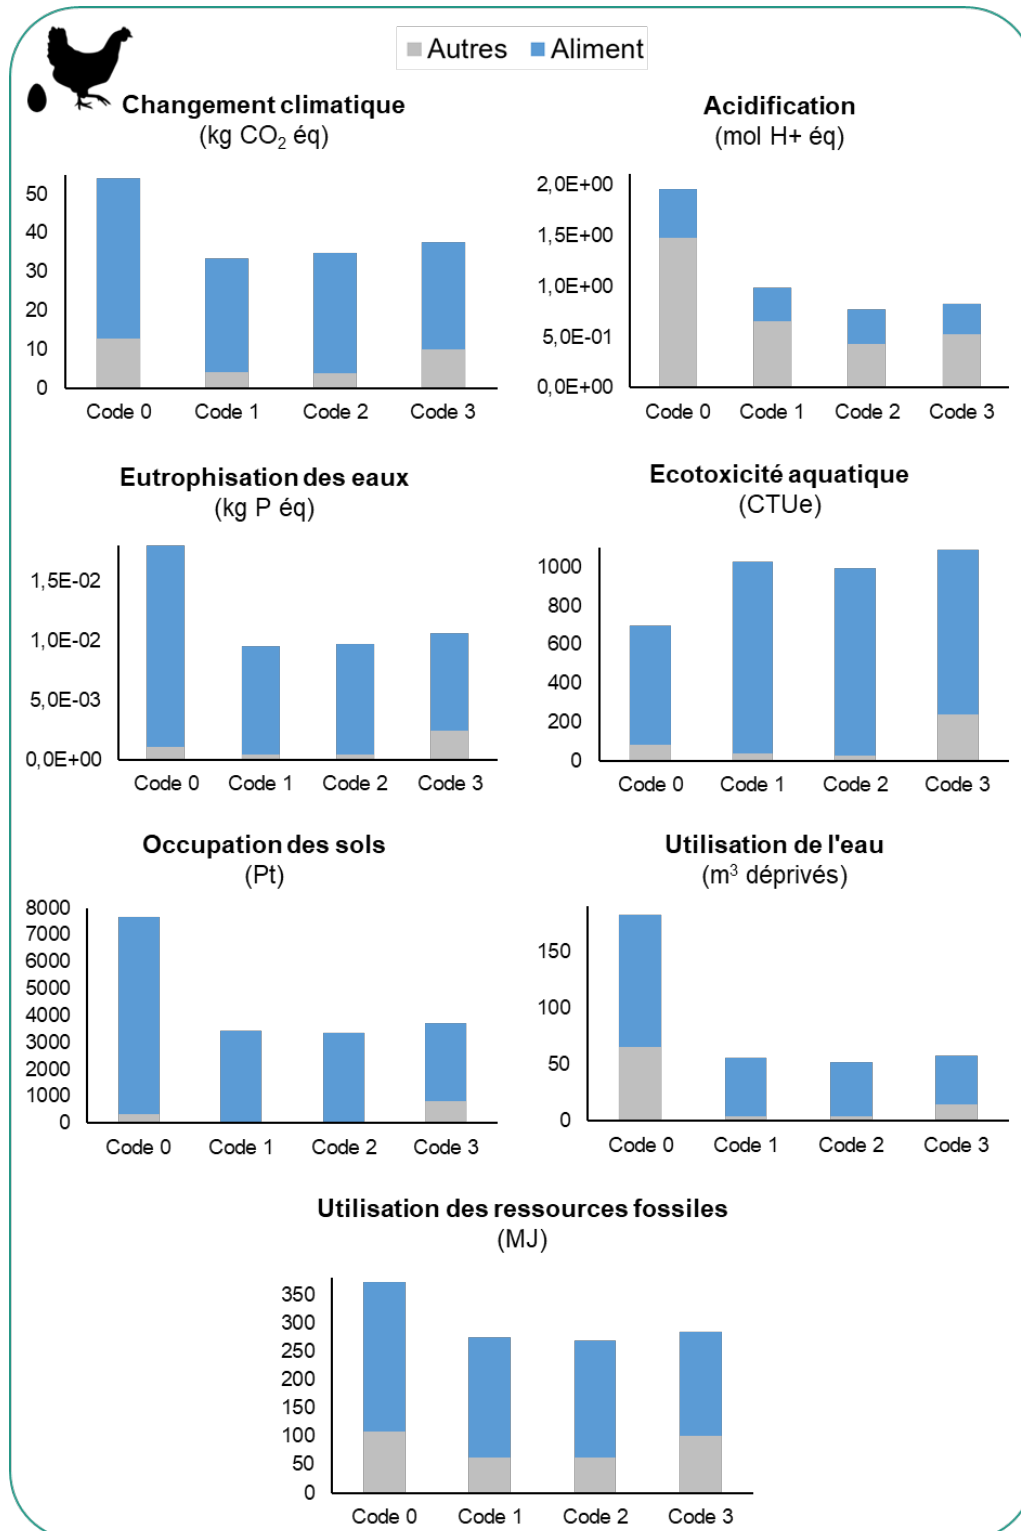 Autres Aliment
Changement climatique
(kg CO₂ éq)
50
40
30
20
10
0
Code 0 Code 1 Code 2 Code 3
Acidification
(mol H+ éq)
2,0E+00
1,5E+00
1,0E+00
5,0E-01
0,0E+00
Code 0 Code 1 Code 2 Code 3
Eutrophisation des eaux
(kg P éq)
1,5E-02
1,0E-02
5,0E-03
0,0E+00
Code 0 Code 1 Code 2 Code 3
Ecotoxicité aquatique
(CTUe)
1000
800
600
400
200
0
Code 0 Code 1 Code 2 Code 3
Occupation des sols
(Pt)
8000
7000
6000
5000
4000
3000
2000
1000
0
Code 0 Code 1 Code 2 Code 3
Utilisation de l'eau
(m³ déprivés)
150
100
50
0
Code 0 Code 1 Code 2 Code 3
Utilisation des ressources fossiles
(MJ)
350
300
250
200
150
100
50
0
Code 0 Code 1 Code 2 Code 3